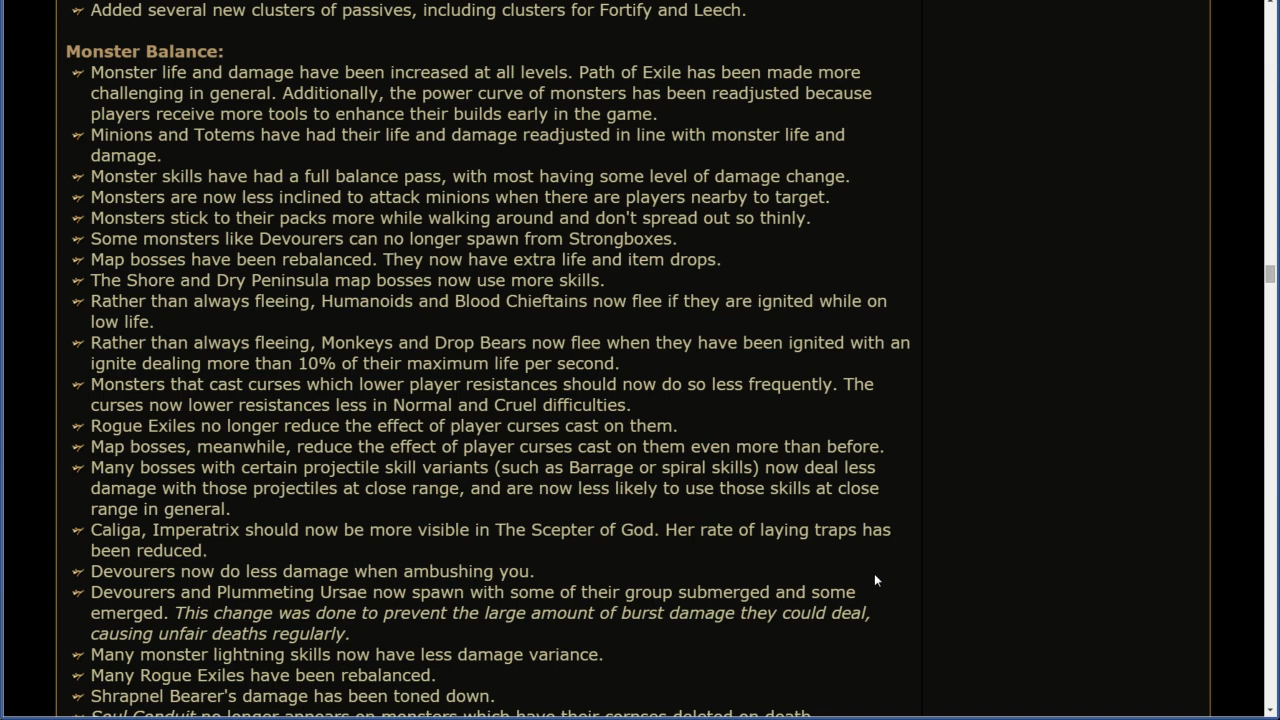 Added several new clusters of passives, including clusters for Fortify and Leech.
Monster Balance:
Monster life and damage have been increased at all levels. Path of Exile has been made more
challenging in general. Additionally, the power curve of monsters has been readjusted because
players receive more tools to enhance their builds early in the game.
Minions and Totems have had their life and damage readjusted in line with monster life and
damage.
Monster skills have had a full balance pass, with most having some level of damage change.
Monsters are now less inclined to attack minions when there are players nearby to target.
Monsters stick to their packs more while walking around and don't spread out so thinly.
Some monsters like Devourers can no longer spawn from Strongboxes.
Map bosses have been rebalanced. They now have extra life and item drops.
The Shore and Dry Peninsula map bosses now use more skills.
Rather than always fleeing, Humanoids and Blood Chieftains now flee if they are ignited while on
low life.
Rather than always fleeing, Monkeys and Drop Bears now flee when they have been ignited with an
ignite dealing more than 10% of their maximum life per second.
Monsters that cast curses which lower player resistances should now do so less frequently. The
curses now lower resistances less in Normal and Cruel difficulties.
Rogue Exiles no longer reduce the effect of player curses cast on them.
Map bosses, meanwhile, reduce the effect of player curses cast on them even more than before.
Many bosses with certain projectile skill variants (such as Barrage or spiral skills) now deal less
damage with those projectiles at close range, and are now less likely to use those skills at close
range in general.
Caliga, Imperatrix should now be more visible in The Scepter of God. Her rate of laying traps has
been reduced.
Devourers now do less damage when ambushing you.
Devourers and Plummeting Ursae now spawn with some of their group submerged and some
emerged. This change was done to prevent the large amount of burst damage they could deal,
causing unfair deaths regularly.
Many monster lightning skills now have less damage variance.
Many Rogue Exiles have been rebalanced.
Shrapnel Bearer's damage has been toned down.
Soul Conduit no longer appears on monsters which have their corpses deleted on death.